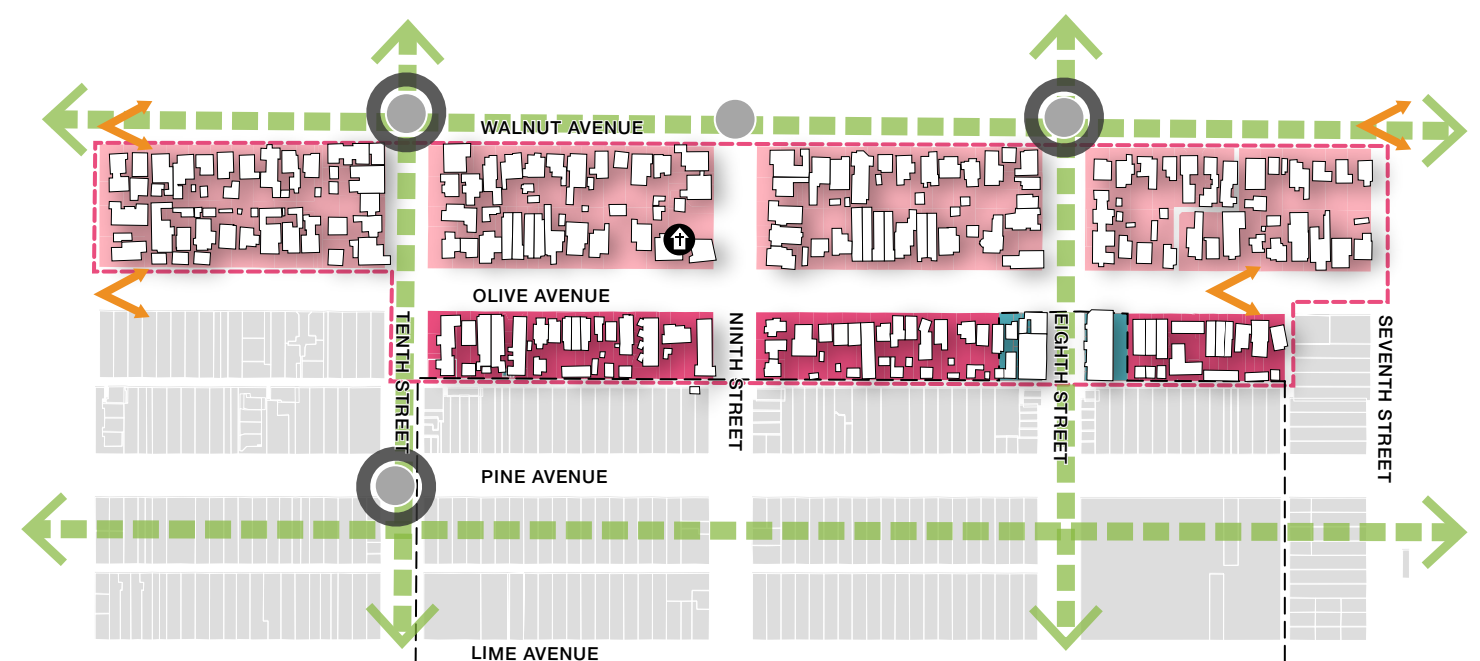 WALNUT AVENUE
OLIVE AVENUE
TENTH STREET
NINTH STREET
EIGHTH STREET
SEVENTH STREET
PINE AVENUE
LIME AVENUE